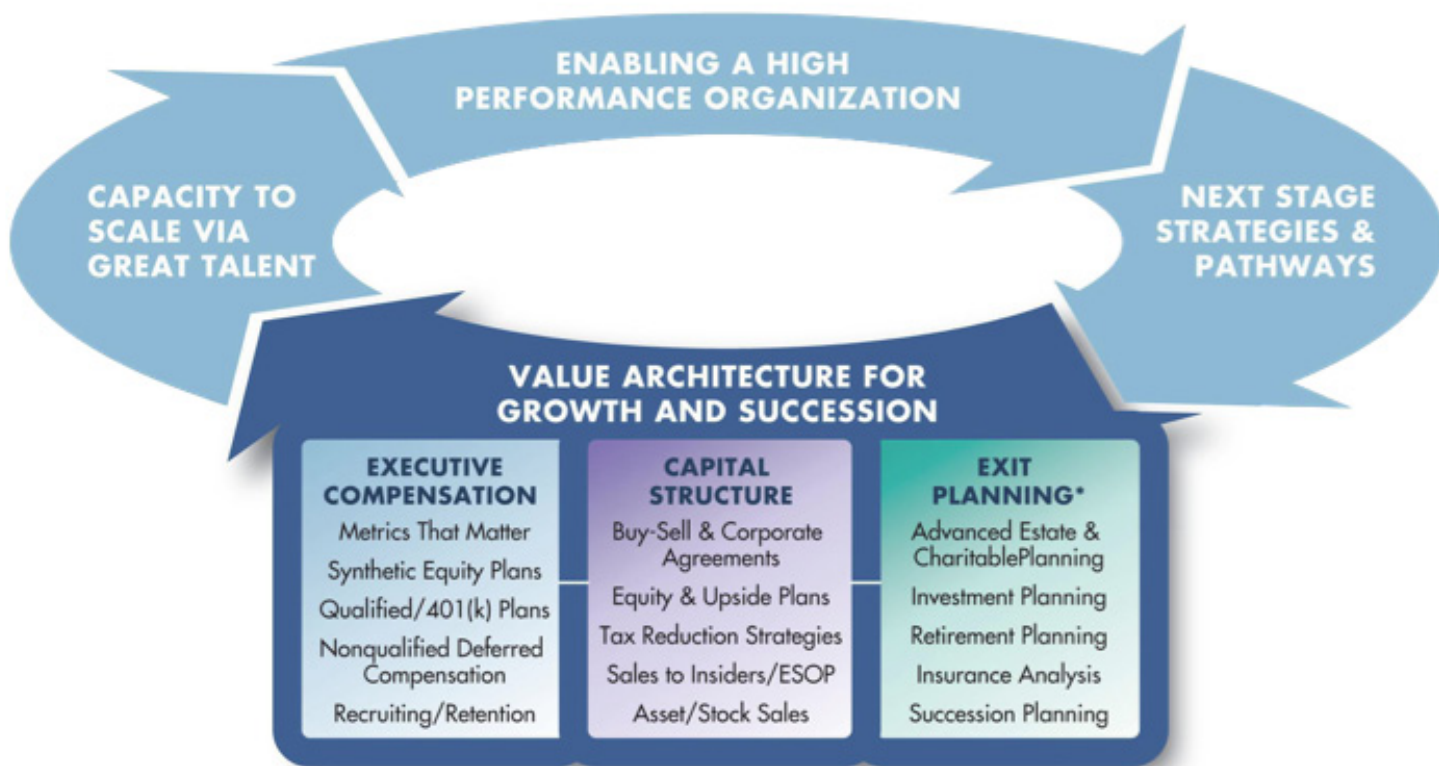 ENABLING A HIGH
PERFORMANCE ORGANIZATION
CAPACITY TO
SCALE VIA
GREAT TALENT
NEXT STAGE
STRATEGIES &
PATHWAYS
VALUE ARCHITECTURE FOR
GROWTH AND SUCCESSION
EXECUTIVE
COMPENSATION
Metrics That Matter
Synthetic Equity Plans
Qualified/401(k) Plans
Nonqualified Deferred
Compensation
Recruiting/Retention
CAPITAL
STRUCTURE
Buy-Sell & Corporate
Agreements
Equity & Upside Plans
Tax Reduction Strategies
Sales to Insiders/ESOP
Asset/Stock Sales
EXIT
PLANNING*
Advanced Estate &
CharitablePlanning
Investment Planning
Retirement Planning
Insurance Analysis
Succession Planning